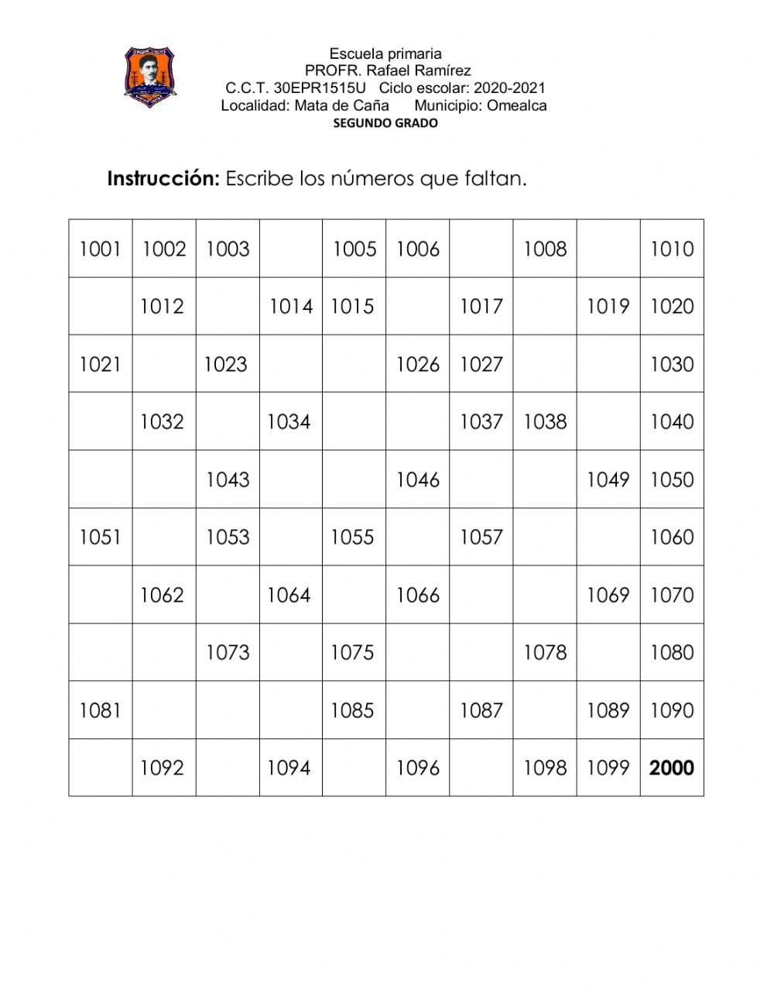 Escuela primaria
PROFR. Rafael Ramírez
C.C.T. 30EPR1515U Ciclo escolar: 2020-2021
Localidad: Mata de Caña Municipio: Omealca
SEGUNDO GRADO
Instrucción: Escribe los números que faltan.
1001 1002 1003 1005 1006 1008 1010
1012 1014 1015 1017 1019 1020
1021 1023 1026 1027 1030
1032 1034 1037 1038 1040
1043 1046 1049 1050
1051 1053 1055 1057 1060
1062 1064 1066 1069 1070
1073 1075 1078 1080
1081 1085 1087 1089 1090
1092 1094 1096 1098 1099 2000